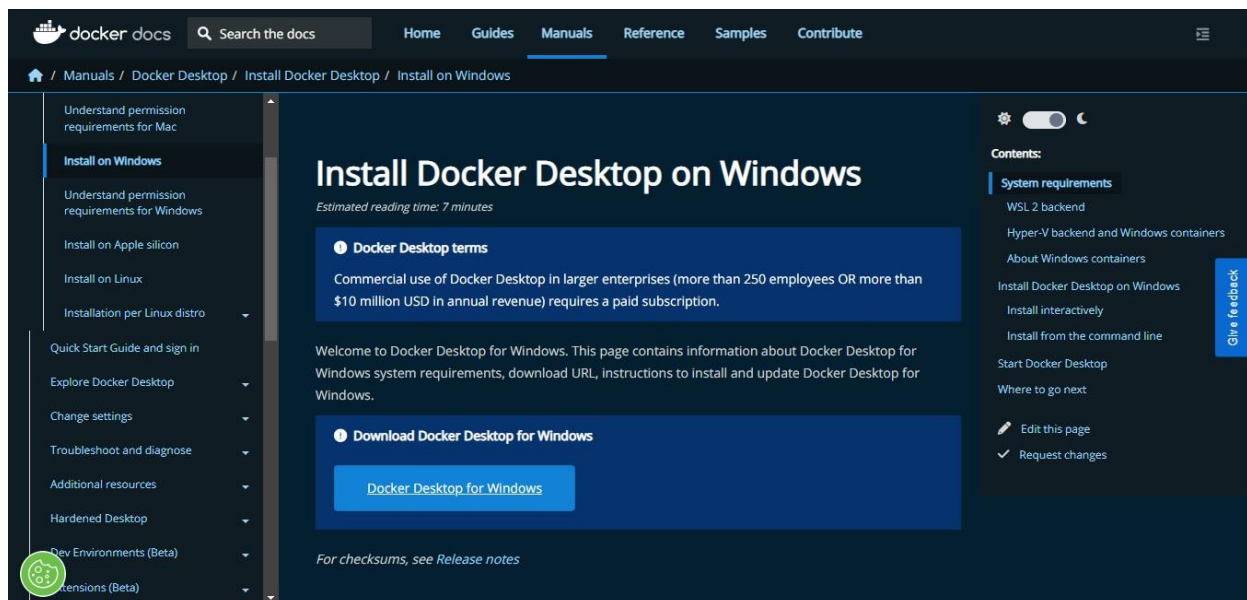 docker docs
Search the docs
Home
Guides
Manuals
Reference
Samples
Contribute
/ Manuals / Docker Desktop / Install Docker Desktop / Install on Windows
Understand permission
requirements for Mac
Install on Windows
Understand permission
requirements for Windows
Install on Apple silicon
Install on Linux
Installation per Linux distro
Quick Start Guide and sign in
Explore Docker Desktop
Change settings
Troubleshoot and diagnose
Additional resources
Hardened Desktop
Dev Environments (Beta)
Install Docker Desktop on Windows
Estimated reading time: 7 minutes
Docker Desktop terms
Commercial use of Docker Desktop in larger enterprises (more than 250 employees OR more than
$10 million USD in annual revenue) requires a paid subscription.
Welcome to Docker Desktop for Windows. This page contains information about Docker Desktop for
Windows system requirements, download URL, instructions to install and update Docker Desktop for
Windows.
Download Docker Desktop for Windows
Docker Desktop for Windows
For checksums, see Release notes
Contents:
System requirements
WSL 2 backend
Hyper-V backend and Windows containers
About Windows containers
Install Docker Desktop on Windows
Install interactively
Install from the command line
Start Docker Desktop
Where to go next
Edit this page
Request changes
Give feedback